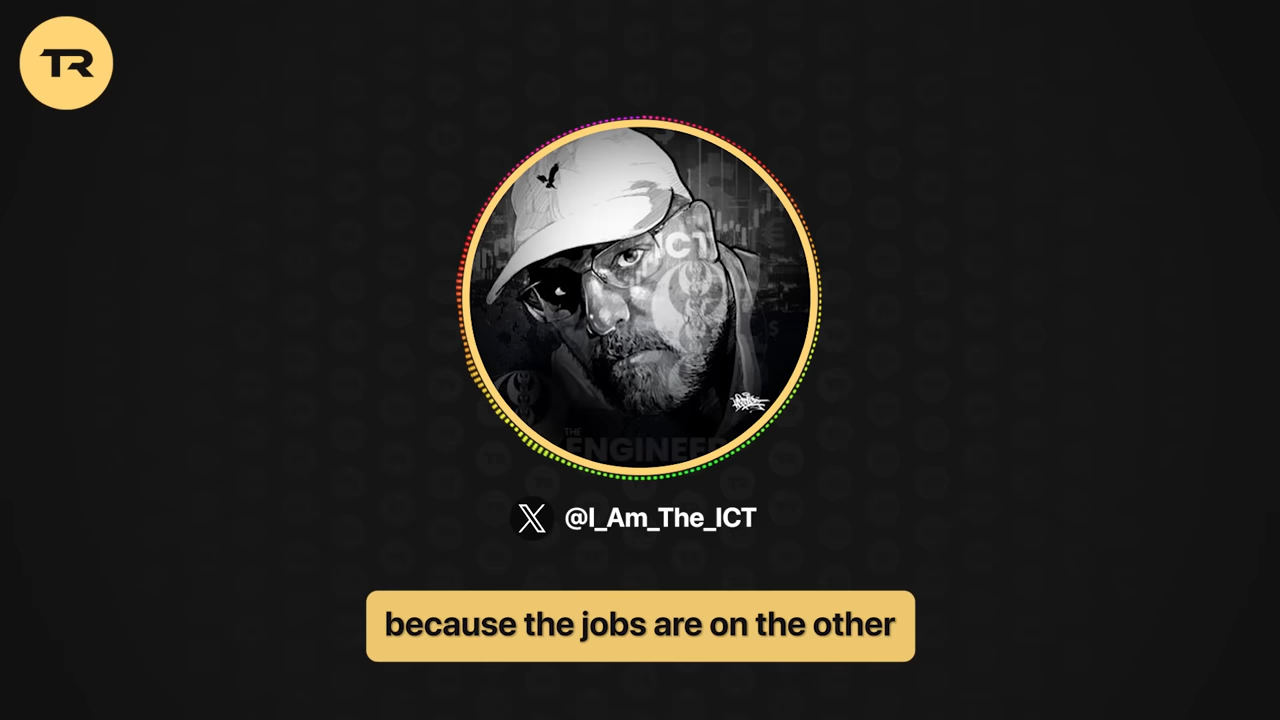 TR
ICT
THE
ENGINEER
@I_Am_The_ICT
because the jobs are on the other